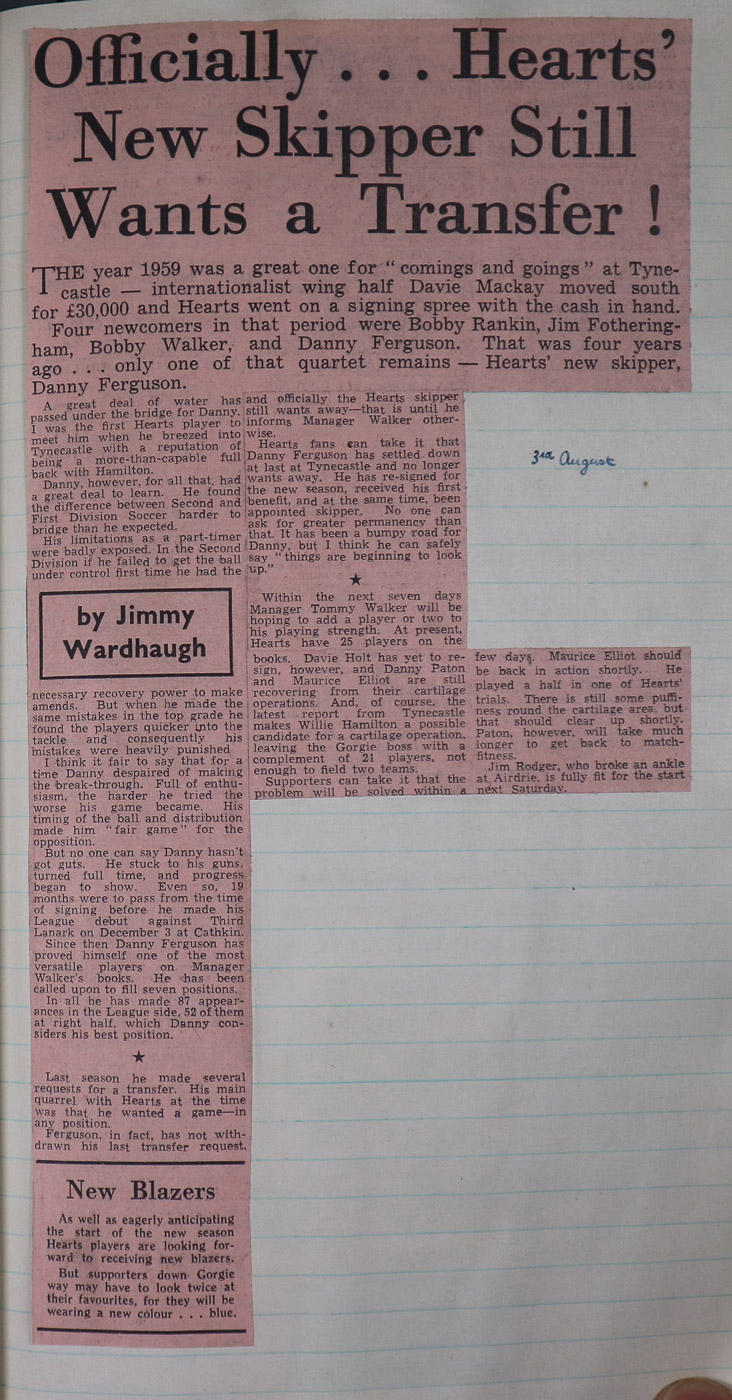 Officially . . . Hearts'
New Skipper Still
Wants a Transfer !
THE year 1959 was a great one for "comings and goings" at Tyne-
castle — internationalist wing half Davie Mackay moved south
for £30,000 and Hearts went on a signing spree with the cash in hand.
Four newcomers in that period were Bobby Rankin, Jim Fothering-
ham, Bobby Walker, and Danny Ferguson. That was four years
ago . . . only one of that quartet remains — Hearts' new skipper,
Danny Ferguson.
A great deal of water has
passed under the bridge for Danny.
I was the first Hearts player to
meet him when he breezed into
Tynecastle with a reputation of
being a more-than-capable full
back with Hamilton.
Danny, however, for all that, had
a great deal to learn. He found
the difference between Second and
First Division Soccer harder to
bridge than he expected.
His limitations as a part-timer
were badly exposed. In the Second
Division if he failed to get the ball
under control first time he had the
by Jimmy
Wardhaugh
necessary recovery power to make
amends. But when he made the
same mistakes in the top grade he
found the players quicker into the
tackle and consequently his
mistakes were heavily punished
I think it fair to say that for a
time Danny despaired of making
the break-through. Full of enthu-
siasm, the harder he tried the
worse his game became. His
timing of the ball and distribution
made him "fair game" for the
opposition.
But no one can say Danny hasn't
got guts. He stuck to his guns,
turned full time, and progress
began to show. Even so, 19
months were to pass from the time
of signing before he made his
League debut against Third
Lanark on December 3 at Cathkin.
Since then Danny Ferguson has
proved himself one of the most
versatile players on Manager
Walker's books. He has been
called upon to fill seven positions.
In all he has made 87 appear-
ances in the League side, 52 of them
at right half, which Danny con-
siders his best position.
★
Last season he made several
requests for a transfer. His main
quarrel with Hearts at the time
was that he wanted a game—in
any position.
Ferguson, in fact, has not with-
drawn his last transfer request,
and officially the Hearts skipper
still wants away—that is until he
informs Manager Walker other-
wise.
Hearts fans can take it that
Danny Ferguson has settled down
at last at Tynecastle and no longer
wants away. He has re-signed for
the new season, received his first
benefit, and at the same time, been
appointed skipper. No one can
ask for greater permanency than
that. It has been a bumpy road for
Danny, but I think he can safely
say "things are beginning to look
up."
★
Within the next seven days
Manager Tommy Walker will be
hoping to add a player or two to
his playing strength. At present,
Hearts have 25 players on the
books. Davie Holt has yet to re-
sign, however, and Danny Paton
and Maurice Elliot are still
recovering from their cartilage
operations. And, of course, the
latest report from Tynecastle
makes Willie Hamilton a possible
candidate for a cartilage operation,
leaving the Gorgie boss with a
complement of 21 players, not
enough to field two teams.
Supporters can take it that the
problem will be solved within a
few days. Maurice Elliot should
be back in action shortly. He
played a half in one of Hearts'
trials. There is still some puffi-
ness round the cartilage area, but
that should clear up shortly.
Paton, however, will take much
longer to get back to match-
fitness.
Jim Rodger, who broke an ankle
at Airdrie, is fully fit for the start
next Saturday.
3rd August
New Blazers
As well as eagerly anticipating
the start of the new season
Hearts players are looking for-
ward to receiving new blazers.
But supporters down Gorgie
way may have to look twice at
their favourites, for they will be
wearing a new colour . . . blue.